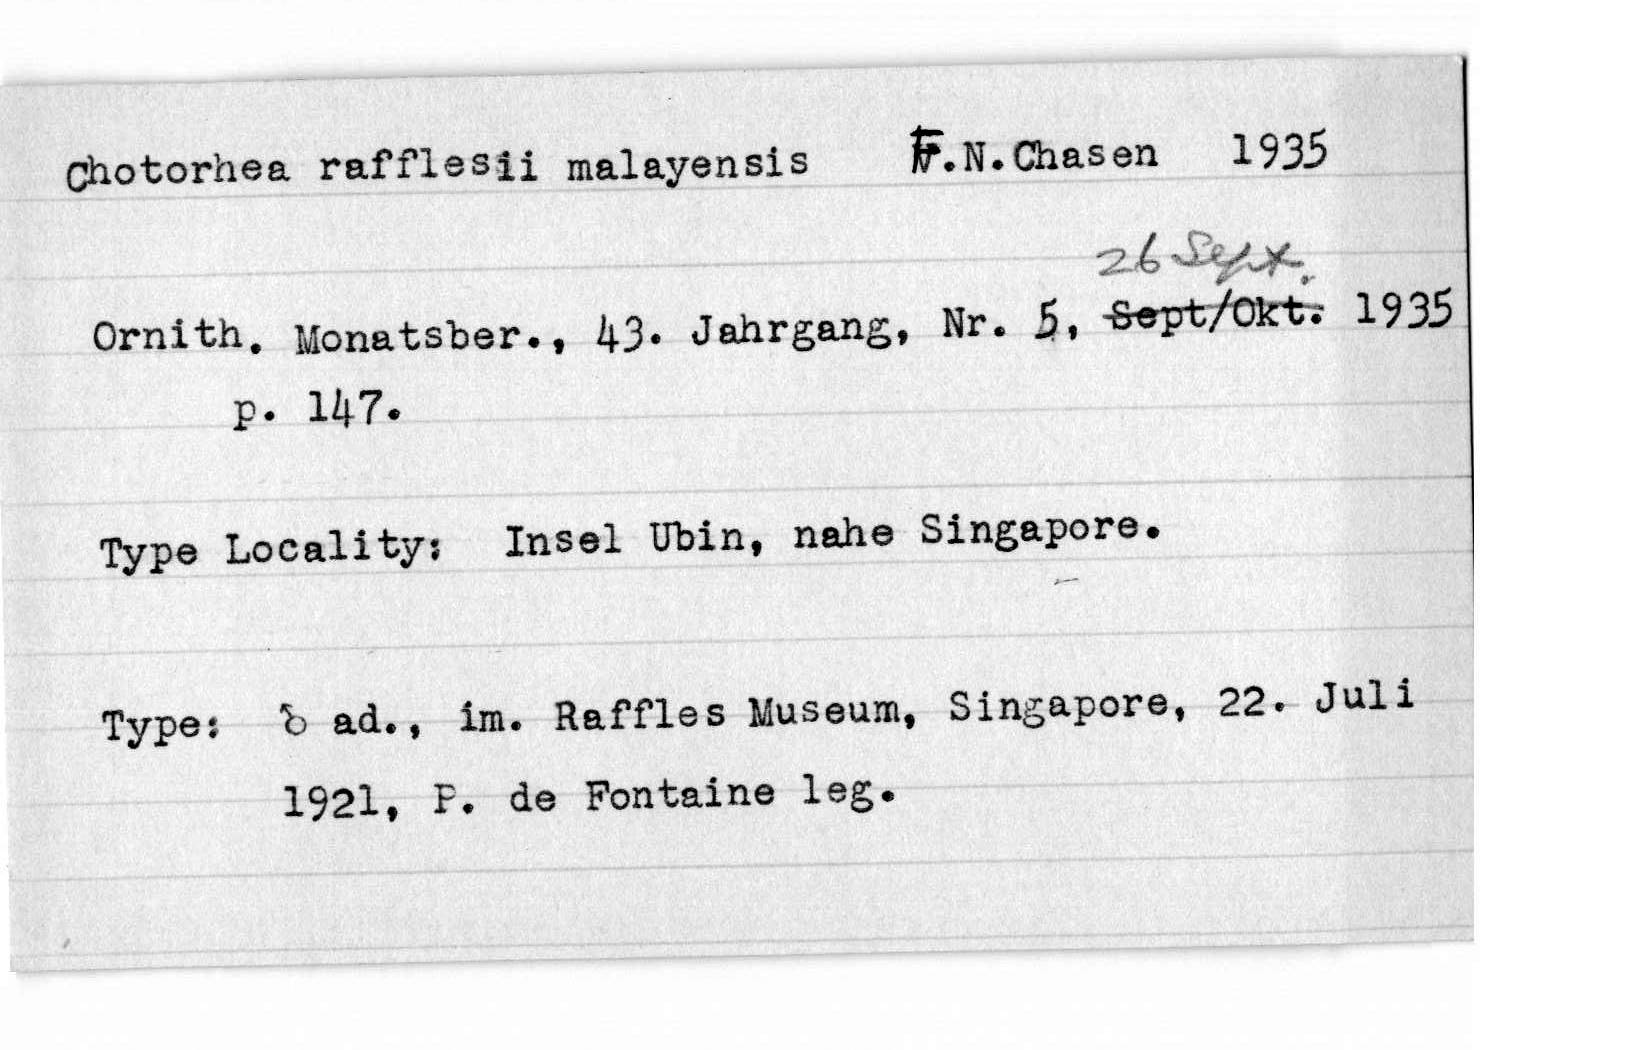 Chotorhea rafflesii malayensis F.N.Chasen 1935
26 Sept.
Ornith. Monatsber., 43. Jahrgang, Nr. 5, Sept/Okt. 1935
p. 147.
Type Locality: Insel Ubin, nahe Singapore.
Type: ♂ ad., im. Raffles Museum, Singapore, 22. Juli
1921, P. de Fontaine leg.